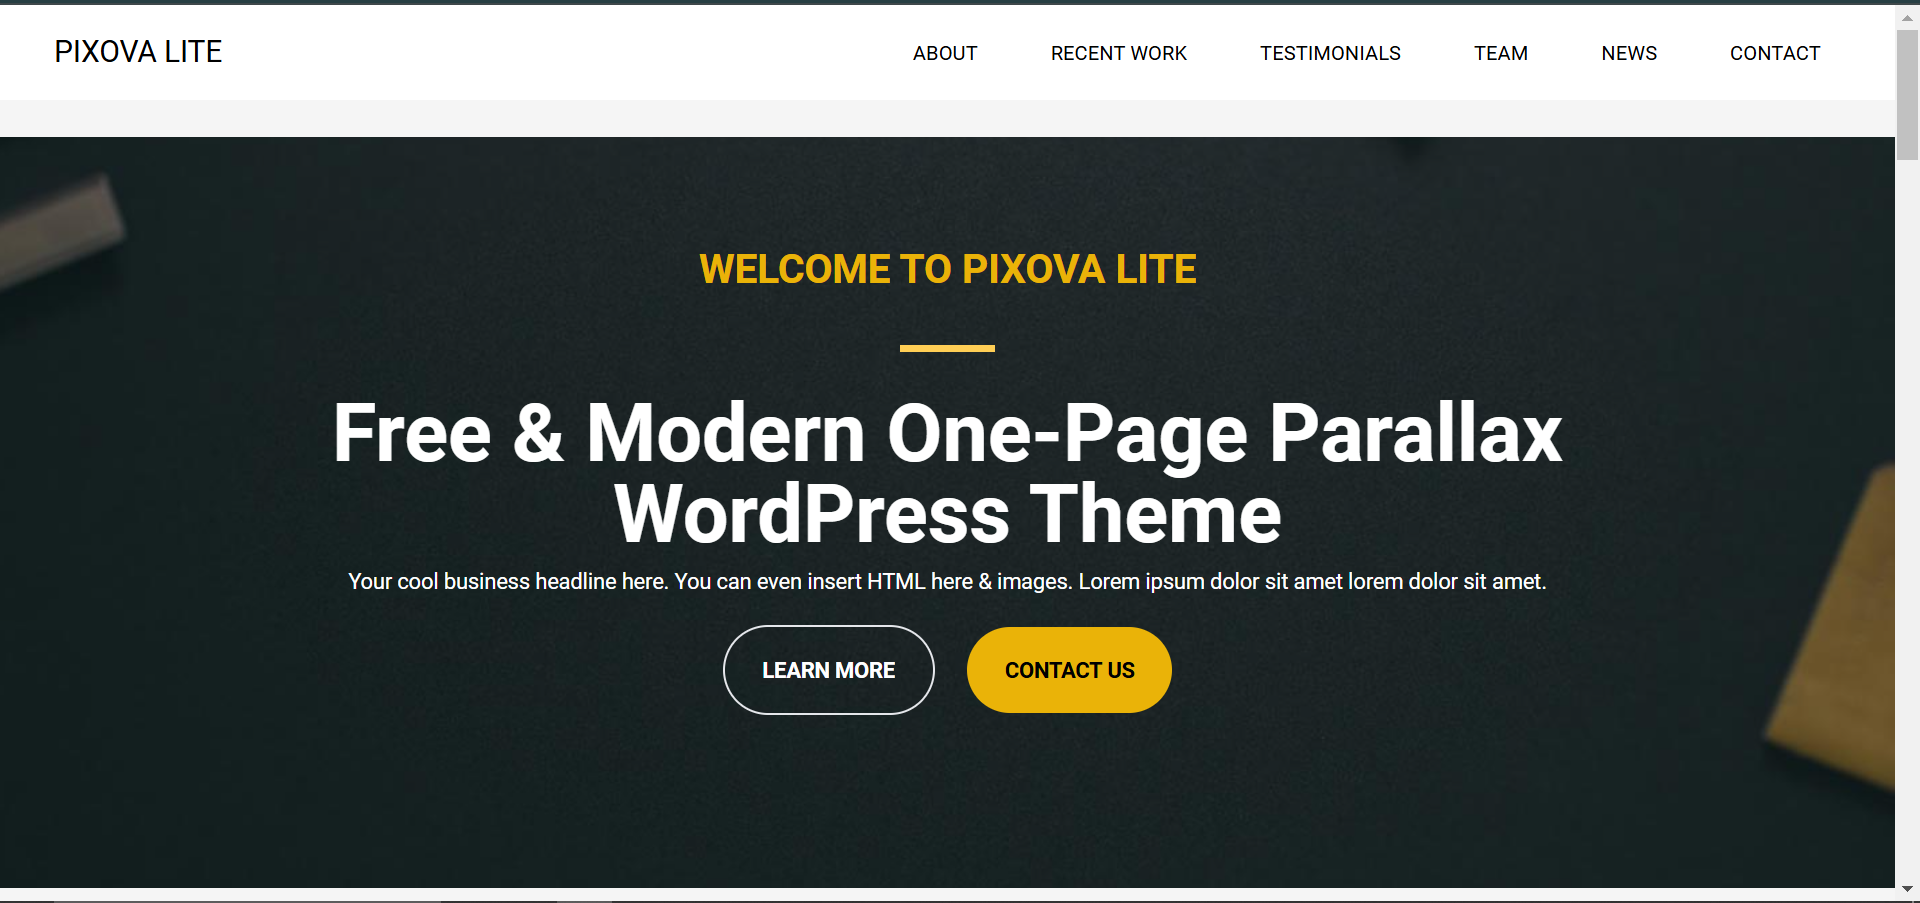 PIXOVA LITE
ABOUT RECENT WORK TESTIMONIALS TEAM NEWS CONTACT
WELCOME TO PIXOVA LITE
Free & Modern One-Page Parallax
WordPress Theme
Your cool business headline here. You can even insert HTML here & images. Lorem ipsum dolor sit amet lorem dolor sit amet.
LEARN MORE CONTACT US